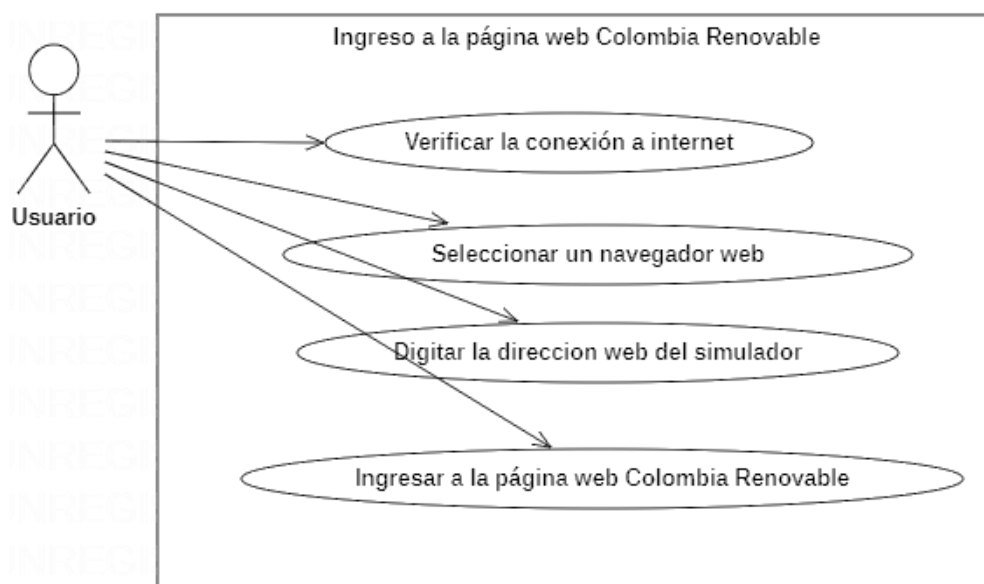 Ingreso a la página web Colombia Renovable
Verificar la conexión a internet
Usuario
Seleccionar un navegador web
Digitar la direccion web del simulador
Ingresar a la página web Colombia Renovable